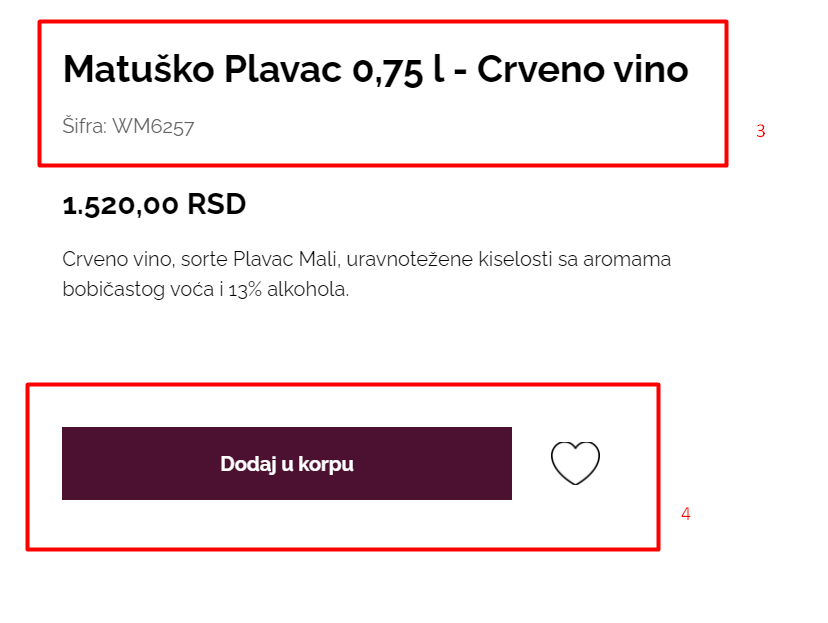 Matuško Plavac 0,75 l - Crveno vino
Šifra: WM6257
3
1.520,00 RSD
Crveno vino, sorte Plavac Mali, uravnotežene kiselosti sa aromama
bobičastog voća i 13% alkohola.
Dodaj u korpu
4